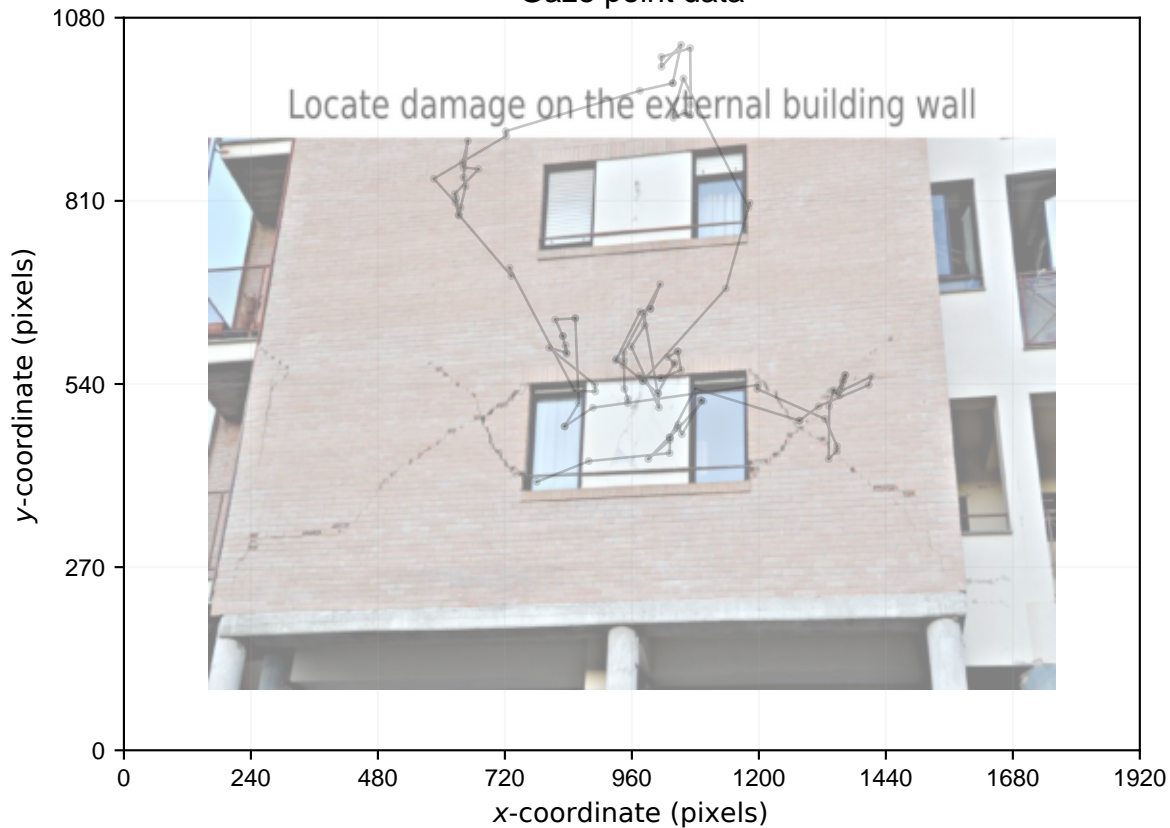 Gaze point data
1080
Locate damage on the external building wall
810
540
270
0
0 240 480 720 960 1200 1440 1680 1920
x-coordinate (pixels)
y-coordinate (pixels)